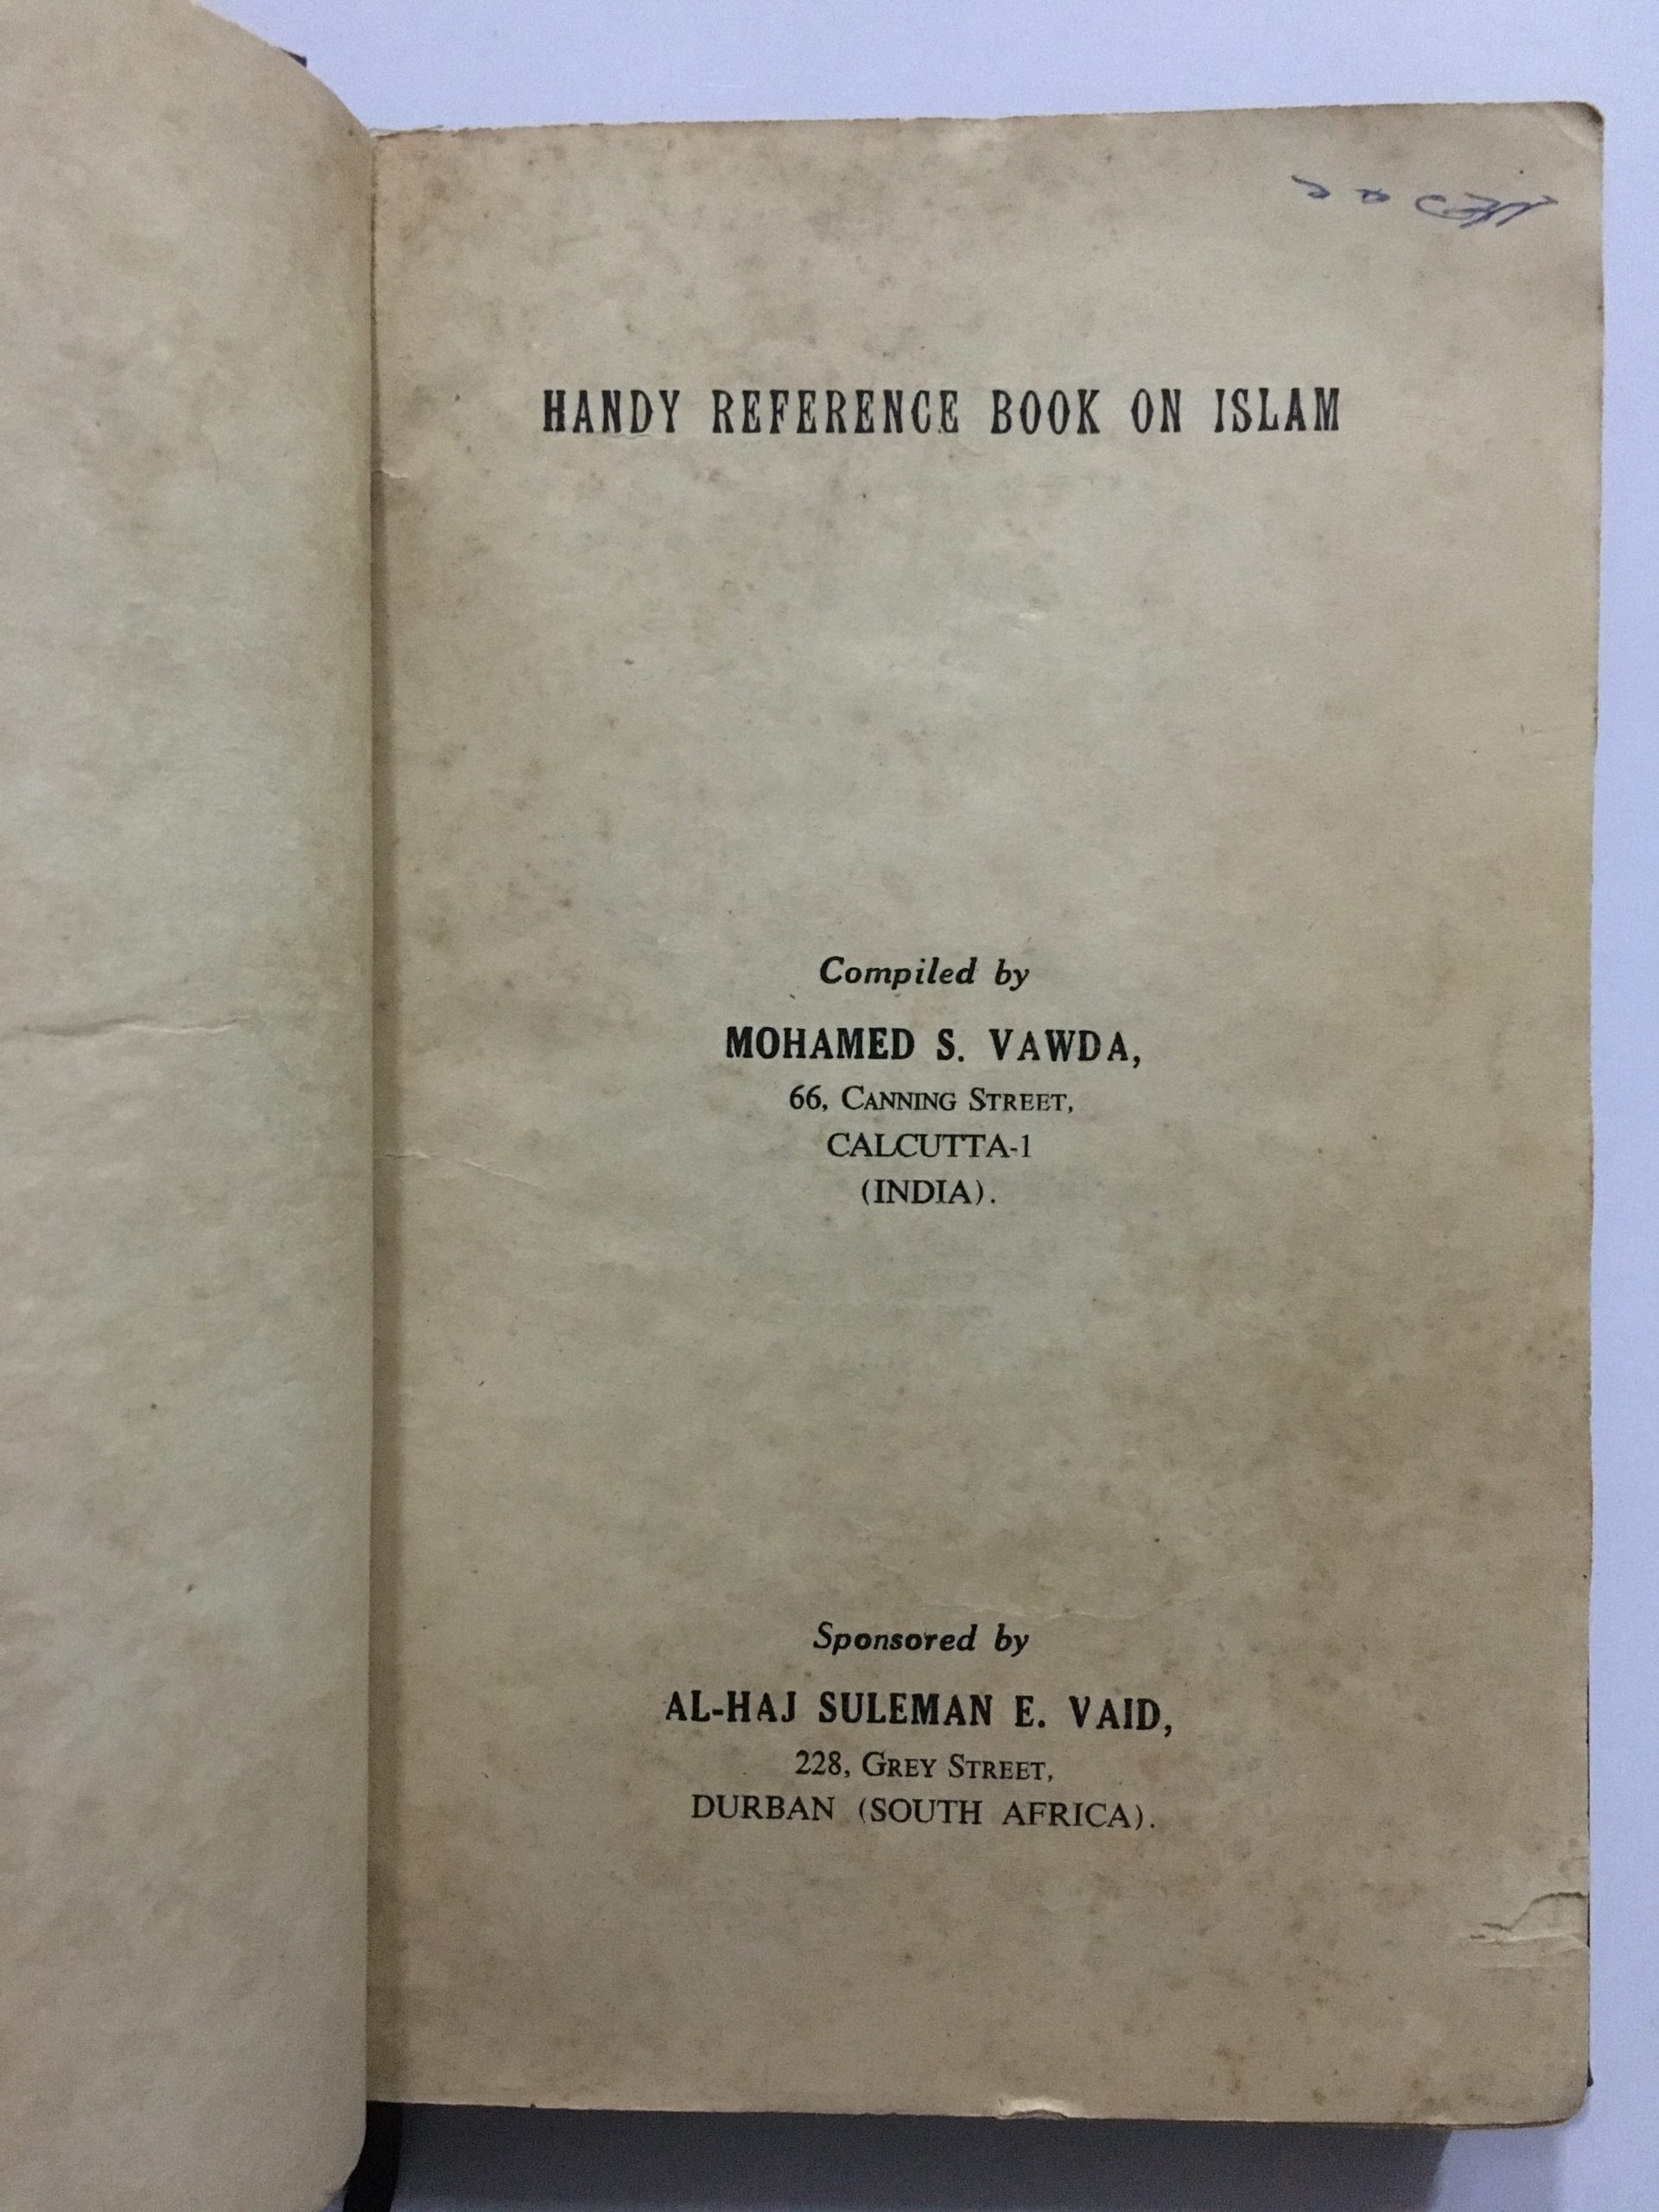 HANDY REFERENCE BOOK ON ISLAM
Compiled by
MOHAMED S. VAWDA,
66, CANNING STREET,
CALCUTTA-1
(INDIA).
Sponsored by
AL-HAJ SULEMAN E. VAID,
228, GREY STREET,
DURBAN (SOUTH AFRICA).